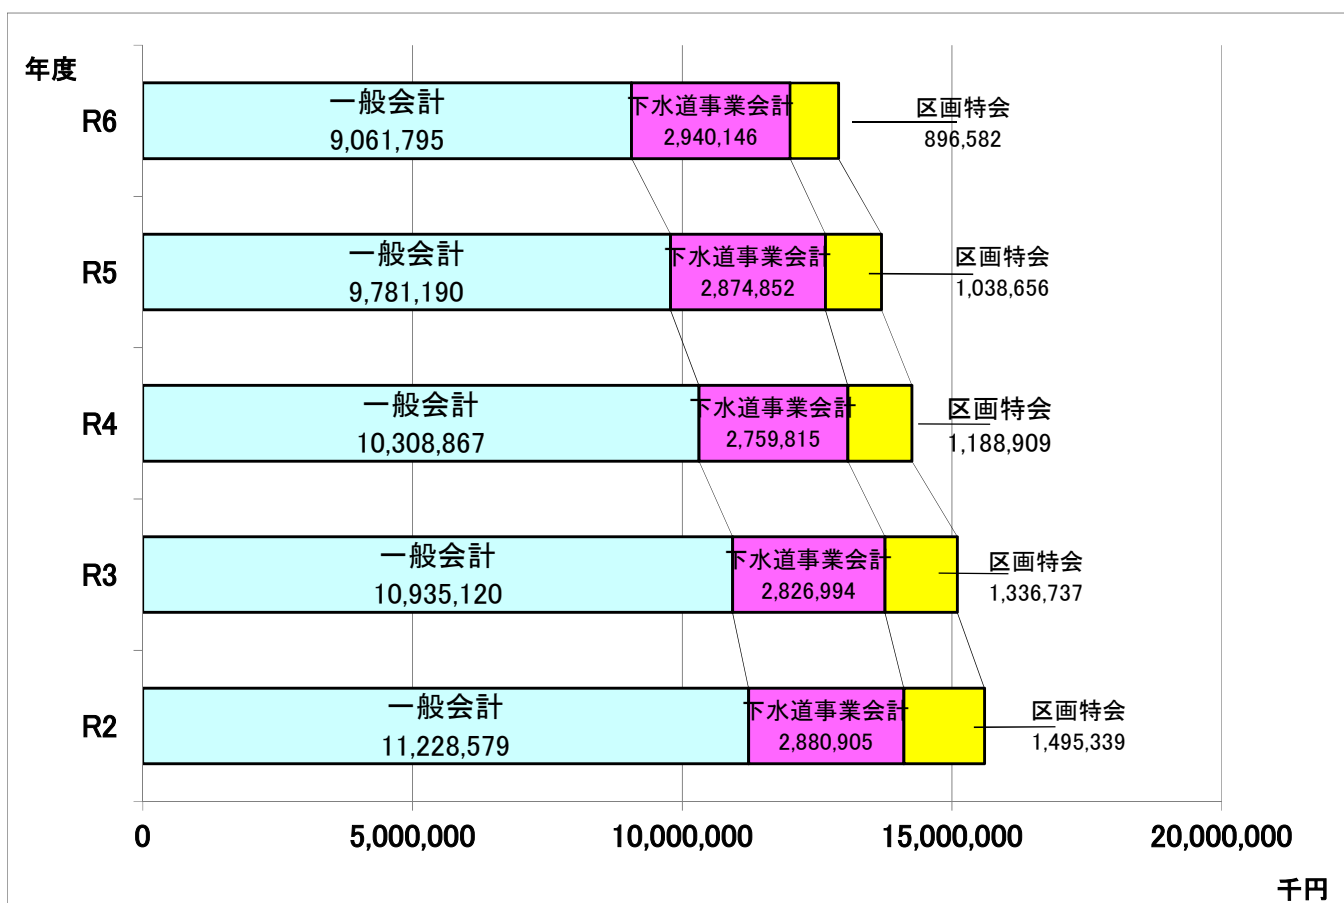 年度
R6
一般会計
9,061,795
下水道事業会計
2,940,146
区画特会
896,582
R5
一般会計
9,781,190
下水道事業会計
2,874,852
区画特会
1,038,656
R4
一般会計
10,308,867
下水道事業会計
2,759,815
区画特会
1,188,909
R3
一般会計
10,935,120
下水道事業会計
2,826,994
区画特会
1,336,737
R2
一般会計
11,228,579
下水道事業会計
2,880,905
区画特会
1,495,339
0 5,000,000 10,000,000 15,000,000 20,000,000
千円